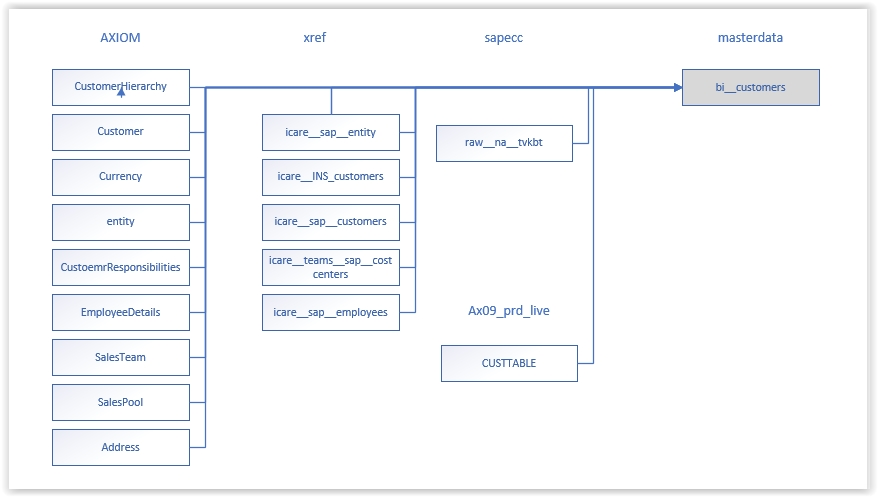 AXIOM
xref
sapecc
masterdata
CustomerHierarchy
bi__customers
Customer
icare__sap__entity
raw__na__tvkbt
Currency
icare__INS_customers
entity
icare__sap__customers
CustoemrResponsibilities
icare__teams__sap__cost
centers
EmployeeDetails
icare__sap__employees
Ax09_prd_live
SalesTeam
CUSTTABLE
SalesPool
Address